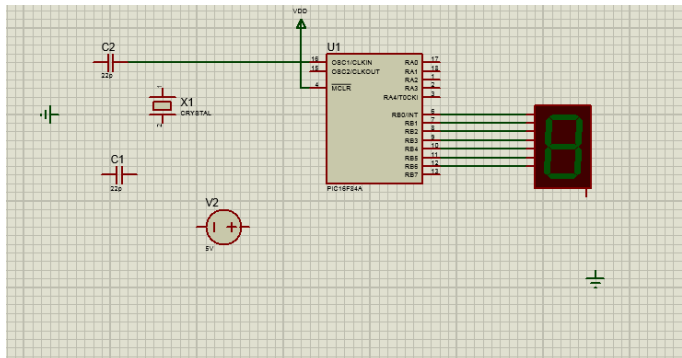 VDD
C2
22p
X1
CRYSTAL
1
2
C1
22p
V2
5V
U1
16 OSC1/CLKIN RA0 17
15 OSC2/CLKOUT RA1 18
RA2 1
4 MCLR RA3 2
RA4/T0CKI 3
RB0/INT 6
RB1 7
RB2 8
RB3 9
RB4 10
RB5 11
RB6 12
RB7 13
PIC16F84A